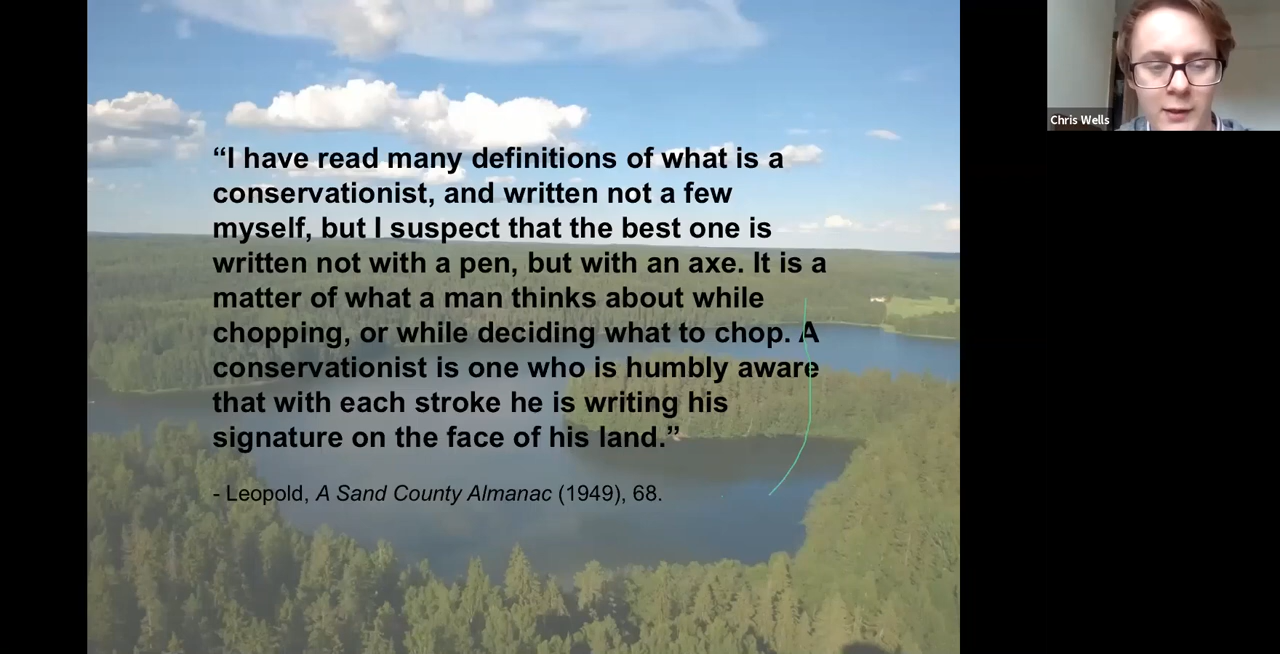 “I have read many definitions of what is a
conservationist, and written not a few
myself, but I suspect that the best one is
written not with a pen, but with an axe. It is a
matter of what a man thinks about while
chopping, or while deciding what to chop. A
conservationist is one who is humbly aware
that with each stroke he is writing his
signature on the face of his land.”
- Leopold, A Sand County Almanac (1949), 68.
Chris Wells